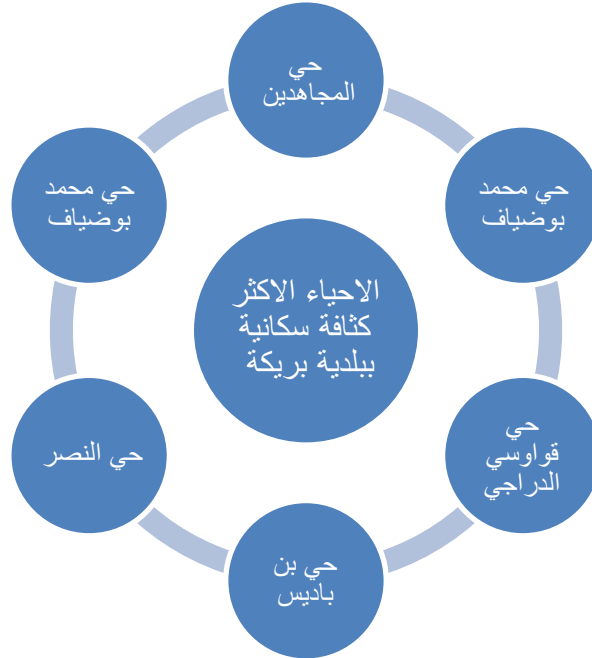 حي
المجاهدين
حي محمد
بوضياف
حي محمد
بوضياف
الاحياء الاكثر
كثافة سكانية
ببلدية بريكة
حي
قواوسي
الدراجي
حي النصر
حي بن
باديس